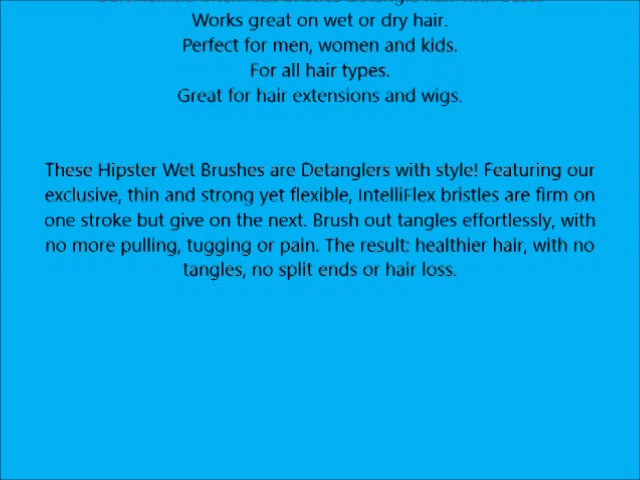 Works great on wet or dry hair.
Perfect for men, women and kids.
For all hair types.
Great for hair extensions and wigs.
These Hipster Wet Brushes are Detanglers with style! Featuring our
exclusive, thin and strong yet flexible, IntelliFlex bristles are firm on
one stroke but give on the next. Brush out tangles effortlessly, with
no more pulling, tugging or pain. The result: healthier hair, with no
tangles, no split ends or hair loss.